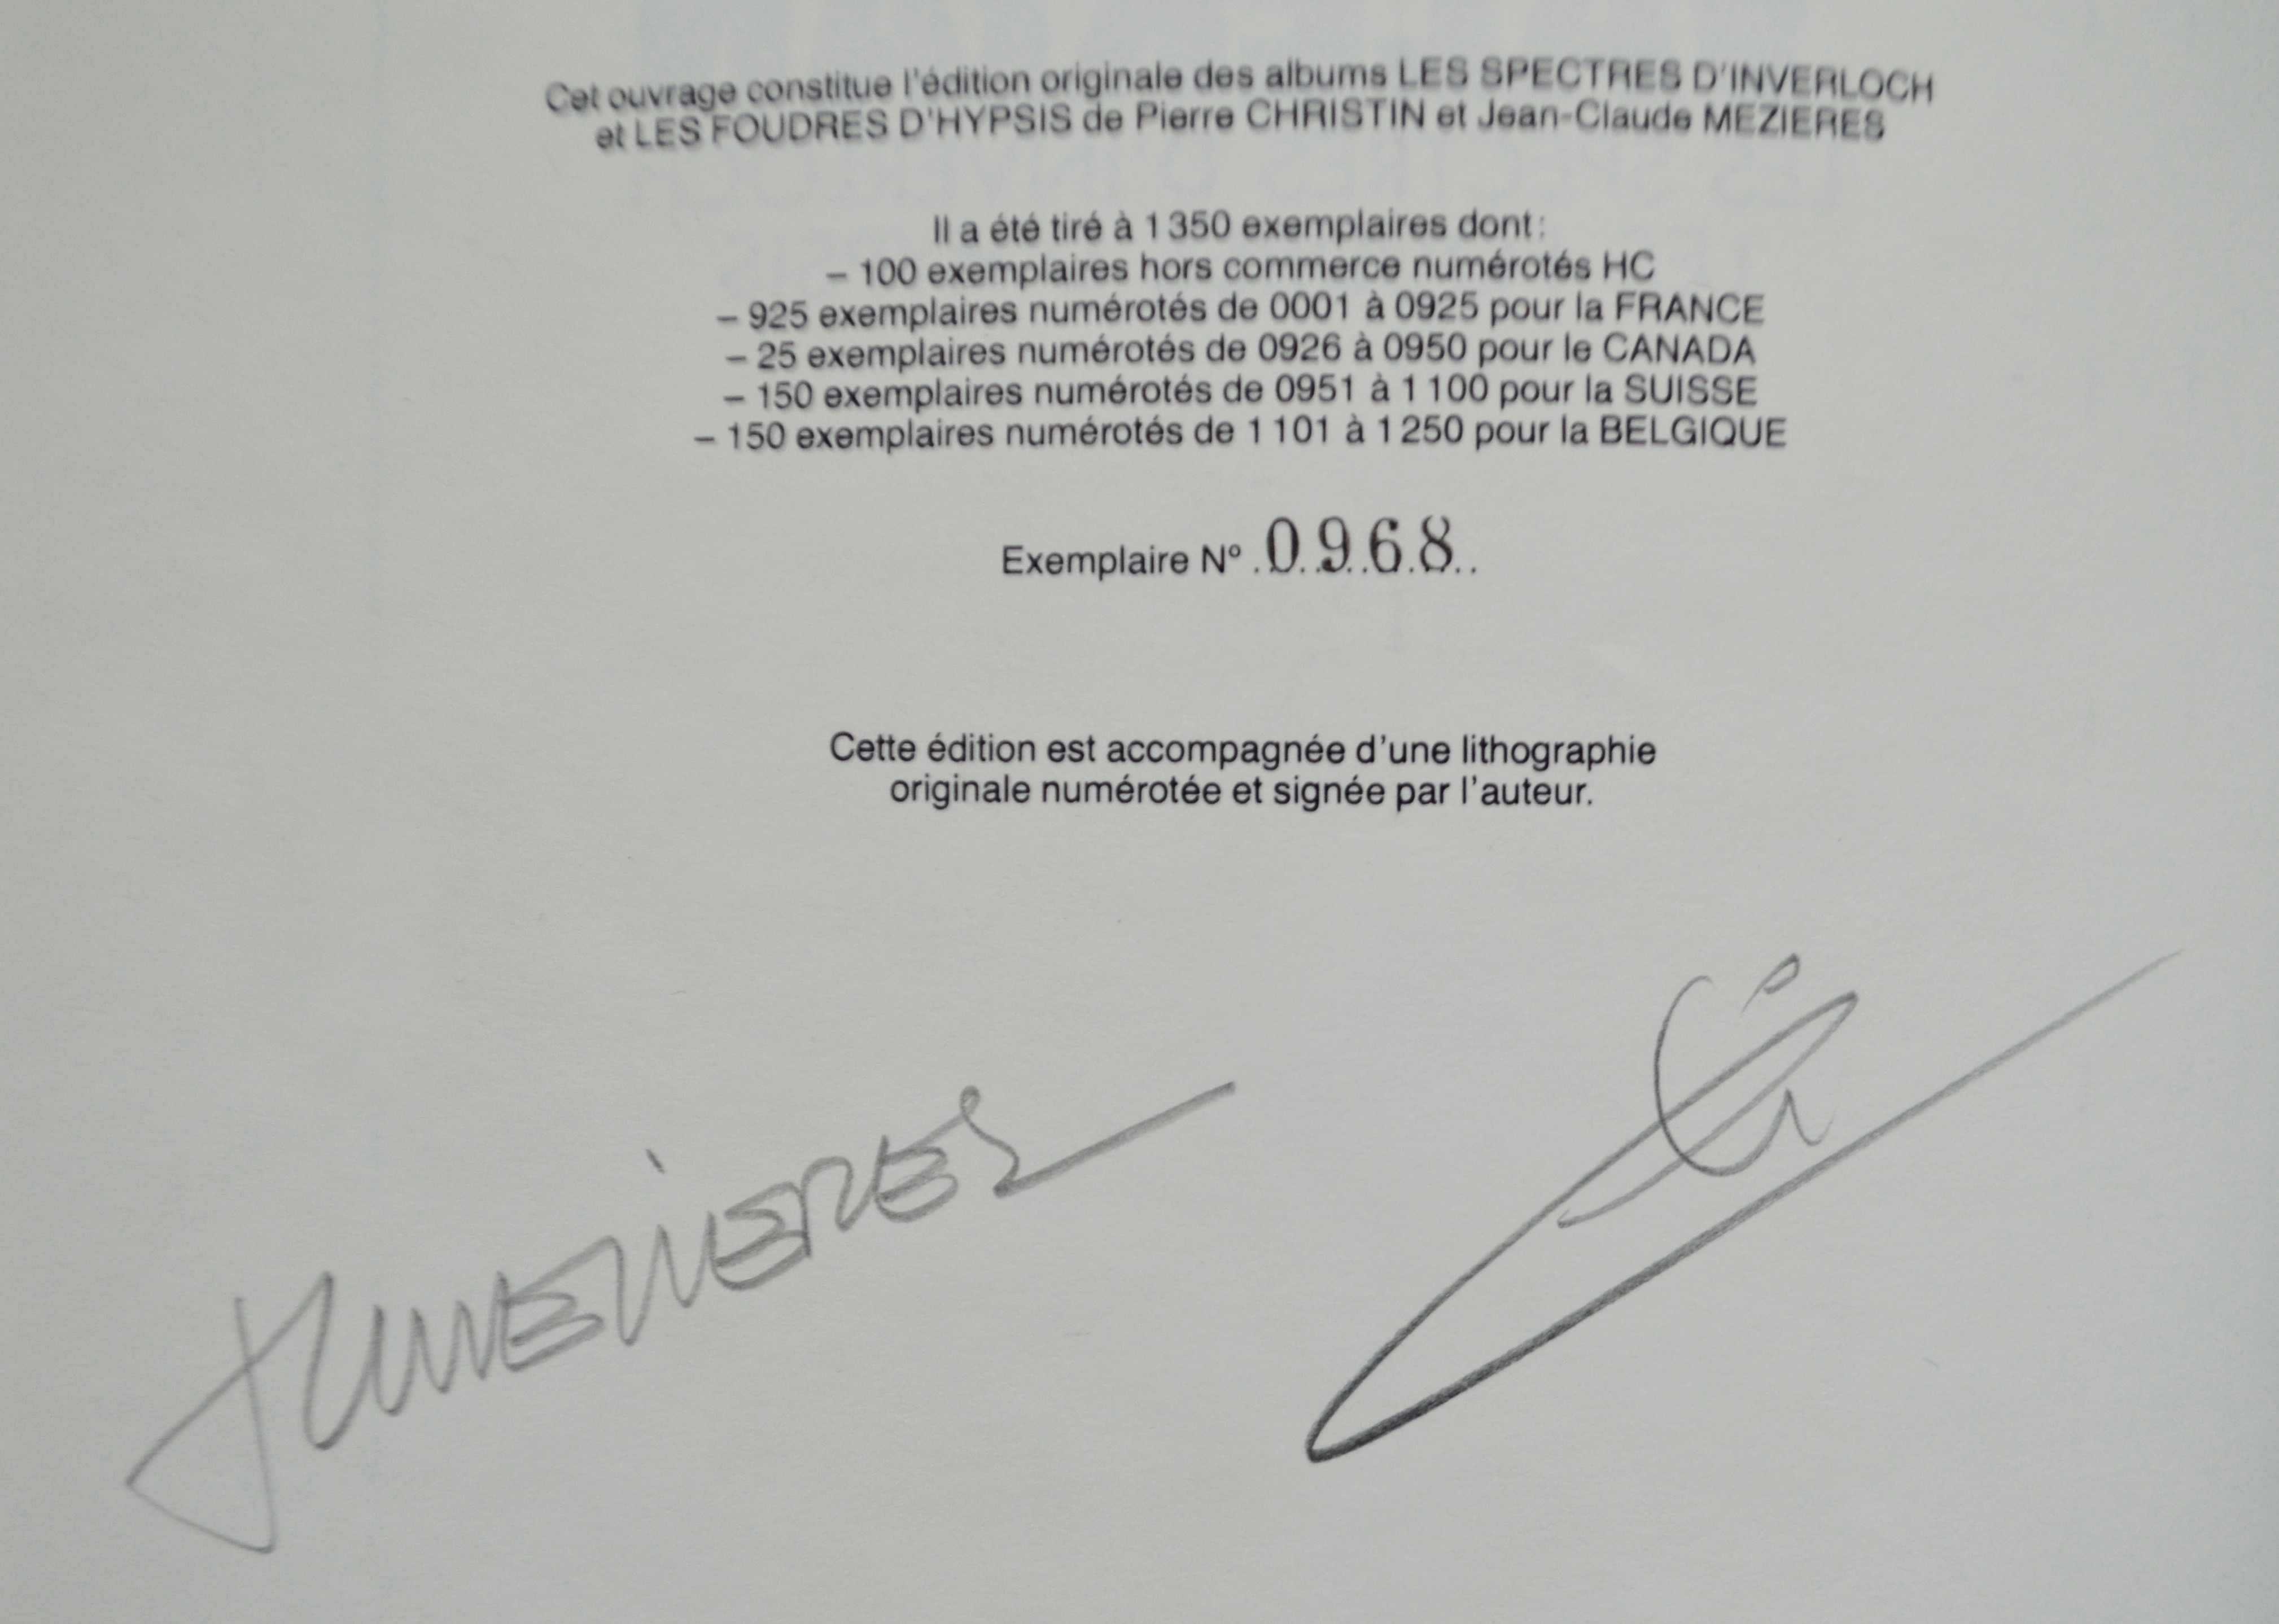 Cet ouvrage constitue l'édition originale des albums LES SPECTRES D'INVERLOCH
et LES FOUDRES D'HYPSIS de Pierre CHRISTIN et Jean-Claude MEZIERES
Il a été tiré à 1 350 exemplaires dont :
– 100 exemplaires hors commerce numérotés HC
– 925 exemplaires numérotés de 0001 à 0925 pour la FRANCE
– 25 exemplaires numérotés de 0926 à 0950 pour le CANADA
– 150 exemplaires numérotés de 0951 à 1 100 pour la SUISSE
– 150 exemplaires numérotés de 1 101 à 1 250 pour la BELGIQUE
Exemplaire Nº .0.9.6.8..
Cette édition est accompagnée d'une lithographie
originale numérotée et signée par l'auteur.